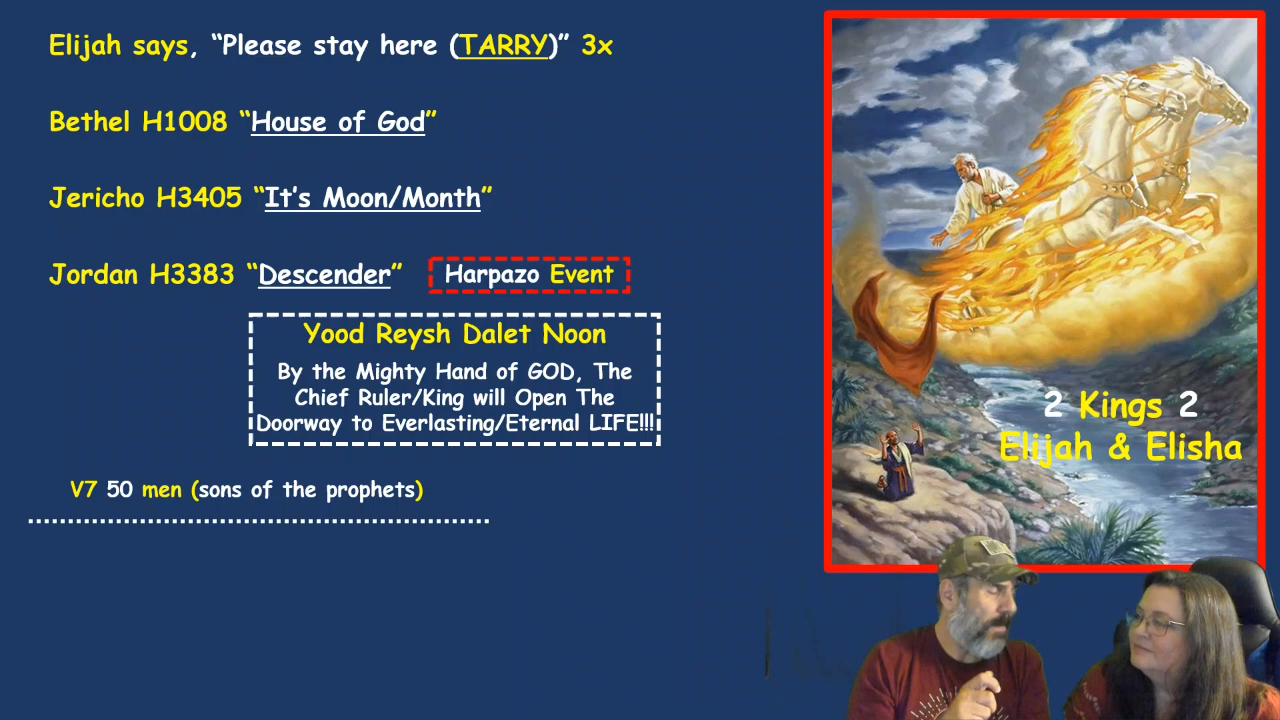 Elijah says, “Please stay here (TARRY)” 3x
Bethel H1008 “House of God”
Jericho H3405 “It’s Moon/Month”
Jordan H3383 “Descender”
Harpazo Event
Yood Reysh Dalet Noon
By the Mighty Hand of GOD, The
Chief Ruler/King will Open The
Doorway to Everlasting/Eternal LIFE!!!
V7 50 men (sons of the prophets)
2 Kings 2
Elijah & Elisha